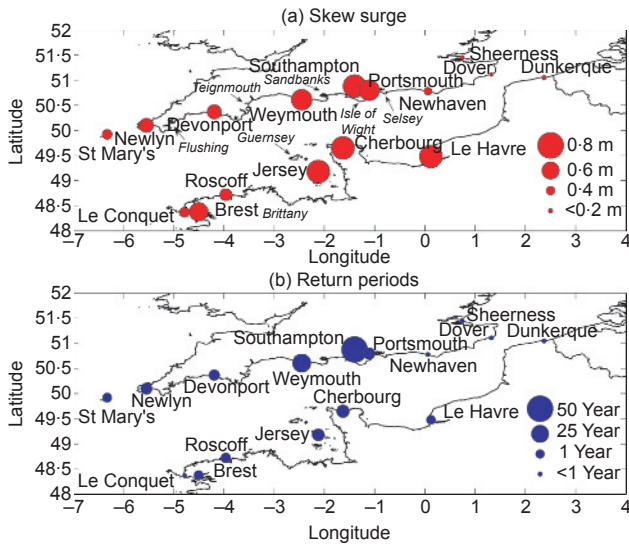 (a) Skew surge
52
51·5
51
50·5
50
49·5
49
48·5
48
Latitude
Sheerness
Dover
Dunkerque
Southampton
Portsmouth
Teignmouth
Sandbanks
Newhaven
Weymouth
Isle of
Wight
Selsey
Devonport
Guernsey
Newlyn
Flushing
St Mary's
Cherbourg
Le Havre
Jersey
Roscoff
Le Conquet
Brest
Brittany
0·8 m
0·6 m
0·4 m
<0·2 m
–7 –6 –5 –4 –3 –2 –1 0 1 2 3 4
Longitude
(b) Return periods
52
51·5
51
50·5
50
49·5
49
48·5
48
Latitude
Sheerness
Dover
Dunkerque
Southampton
Portsmouth
Newhaven
Weymouth
Devonport
Newlyn
St Mary's
Cherbourg
Le Havre
Jersey
Roscoff
Brest
Le Conquet
50 Year
25 Year
1 Year
<1 Year
–7 –6 –5 –4 –3 –2 –1 0 1 2 3 4
Longitude